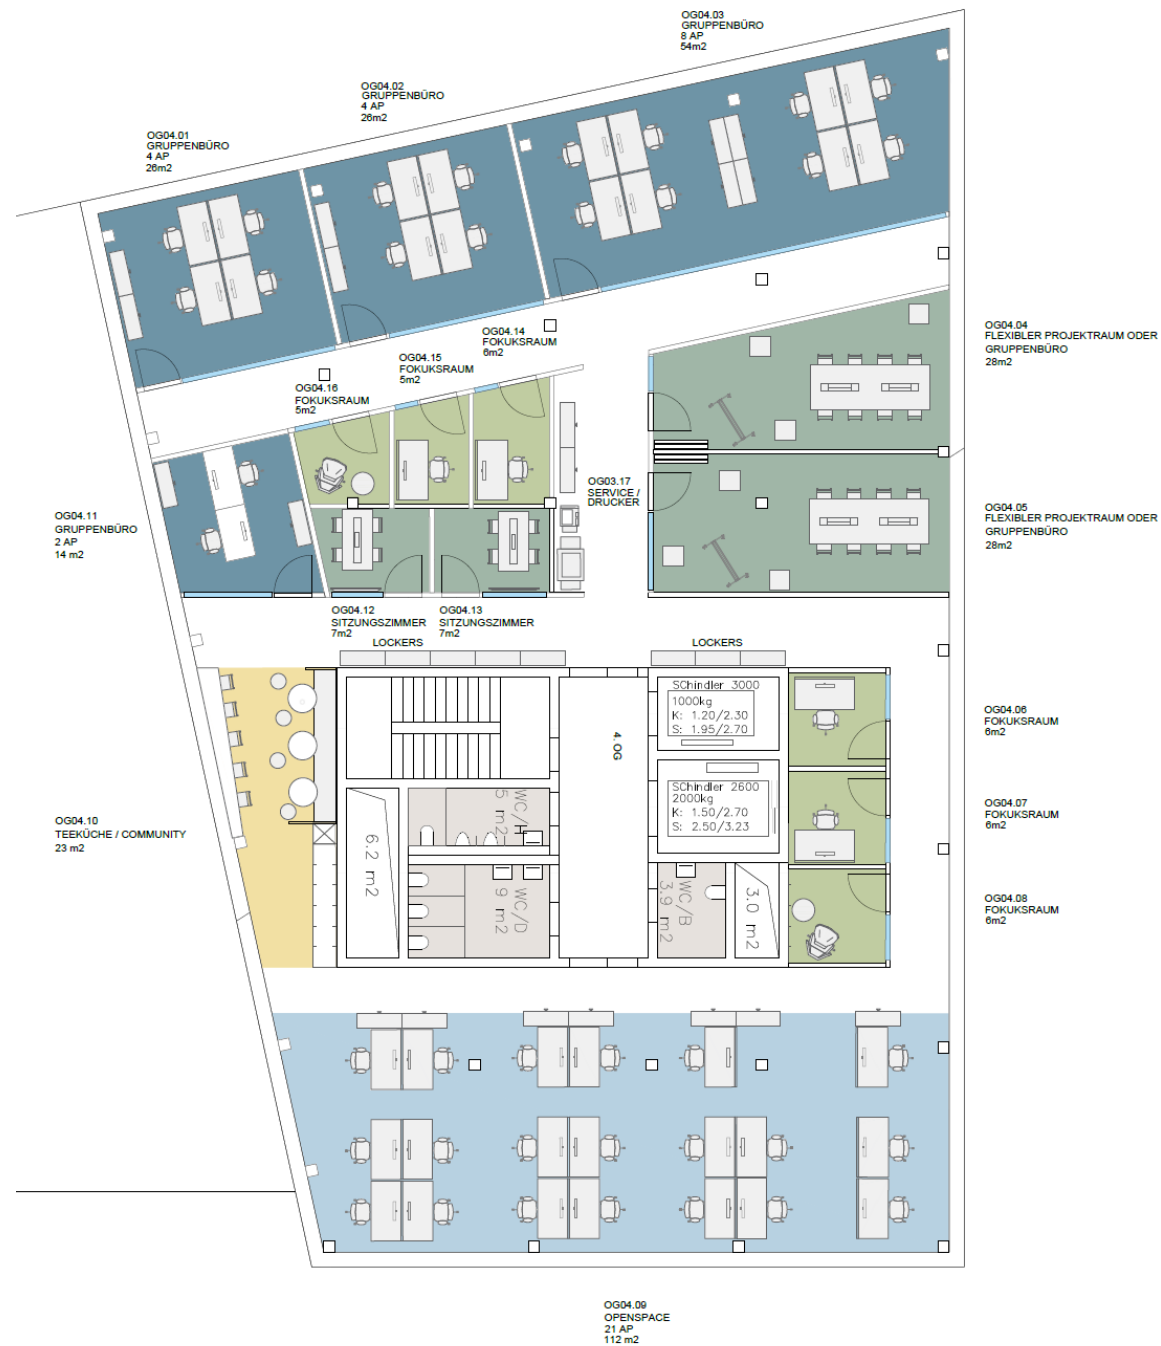 OG04.03
GRUPPENBÜRO
8 AP
54m2
OG04.02
GRUPPENBÜRO
4 AP
26m2
OG04.01
GRUPPENBÜRO
4 AP
26m2
OG04.04
FLEXIBLER PROJEKTRAUM ODER
GRUPPENBÜRO
28m2
OG04.14
FOKUKSRAUM
6m2
OG04.15
FOKUKSRAUM
5m2
OG04.16
FOKUKSRAUM
5m2
OG03.17
SERVICE /
DRUCKER
OG04.05
FLEXIBLER PROJEKTRAUM ODER
GRUPPENBÜRO
28m2
OG04.11
GRUPPENBÜRO
2 AP
14 m2
OG04.12
SITZUNGSZIMMER
7m2
OG04.13
SITZUNGSZIMMER
7m2
LOCKERS
LOCKERS
SChindler 3000
1000kg
K: 1.20/2.30
S: 1.95/2.70
4. OG
SChindler 2600
2000kg
K: 1.50/2.70
S: 2.50/3.23
OG04.06
FOKUKSRAUM
6m2
OG04.07
FOKUKSRAUM
6m2
OG04.08
FOKUKSRAUM
6m2
OG04.10
TEEKÜCHE / COMMUNITY
23 m2
WC/H
5 m2
6.2 m2
WC/D
9 m2
WC/B
3.9 m2
3.0 m2
OG04.09
OPENSPACE
21 AP
112 m2